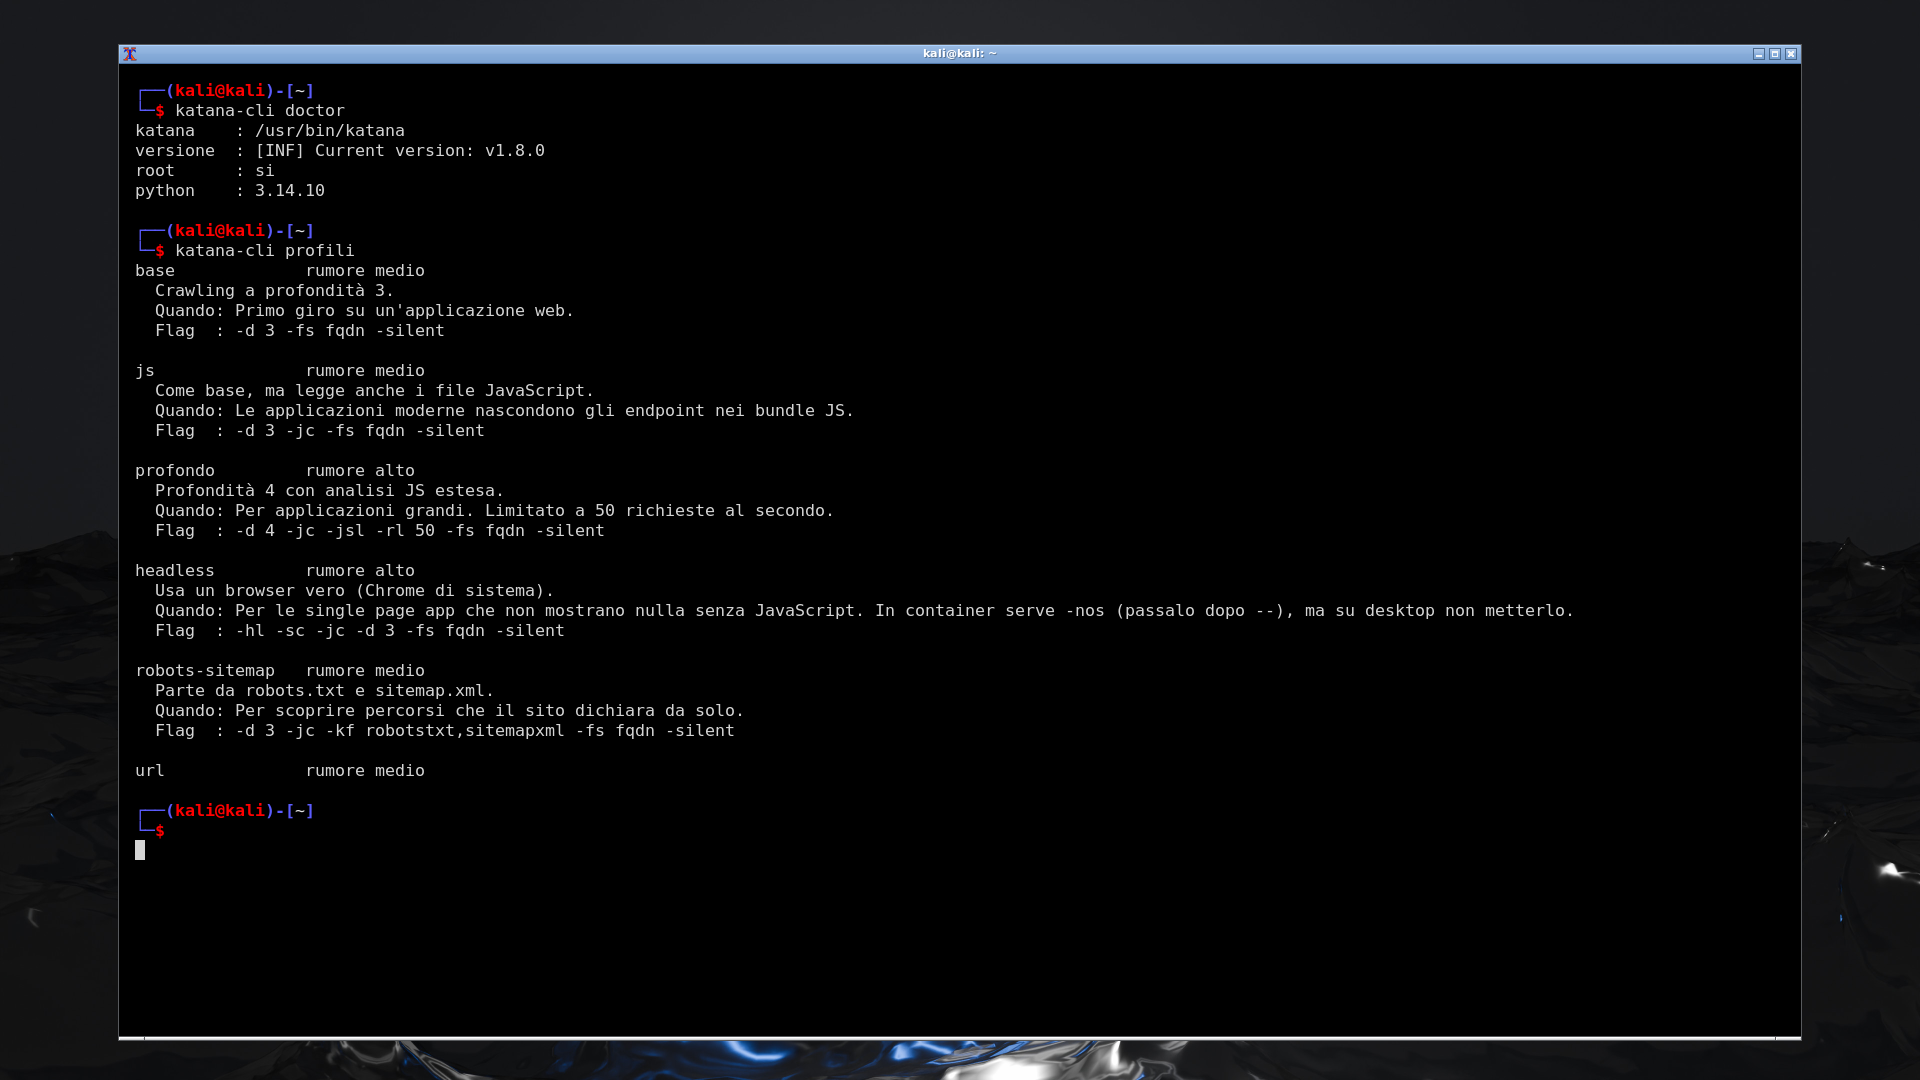 kali@kali: ~
┌──(kali@kali)-[~]
└─$ katana-cli doctor
katana    : /usr/bin/katana
versione  : [INF] Current version: v1.8.0
root      : si
python    : 3.14.10
┌──(kali@kali)-[~]
└─$ katana-cli profili
base             rumore medio
  Crawling a profondità 3.
  Quando: Primo giro su un'applicazione web.
  Flag  : -d 3 -fs fqdn -silent
js               rumore medio
  Come base, ma legge anche i file JavaScript.
  Quando: Le applicazioni moderne nascondono gli endpoint nei bundle JS.
  Flag  : -d 3 -jc -fs fqdn -silent
profondo         rumore alto
  Profondità 4 con analisi JS estesa.
  Quando: Per applicazioni grandi. Limitato a 50 richieste al secondo.
  Flag  : -d 4 -jc -jsl -rl 50 -fs fqdn -silent
headless         rumore alto
  Usa un browser vero (Chrome di sistema).
  Quando: Per le single page app che non mostrano nulla senza JavaScript. In container serve -nos (passalo dopo --), ma su desktop non metterlo.
  Flag  : -hl -sc -jc -d 3 -fs fqdn -silent
robots-sitemap   rumore medio
  Parte da robots.txt e sitemap.xml.
  Quando: Per scoprire percorsi che il sito dichiara da solo.
  Flag  : -d 3 -jc -kf robotstxt,sitemapxml -fs fqdn -silent
url              rumore medio
┌──(kali@kali)-[~]
└─$